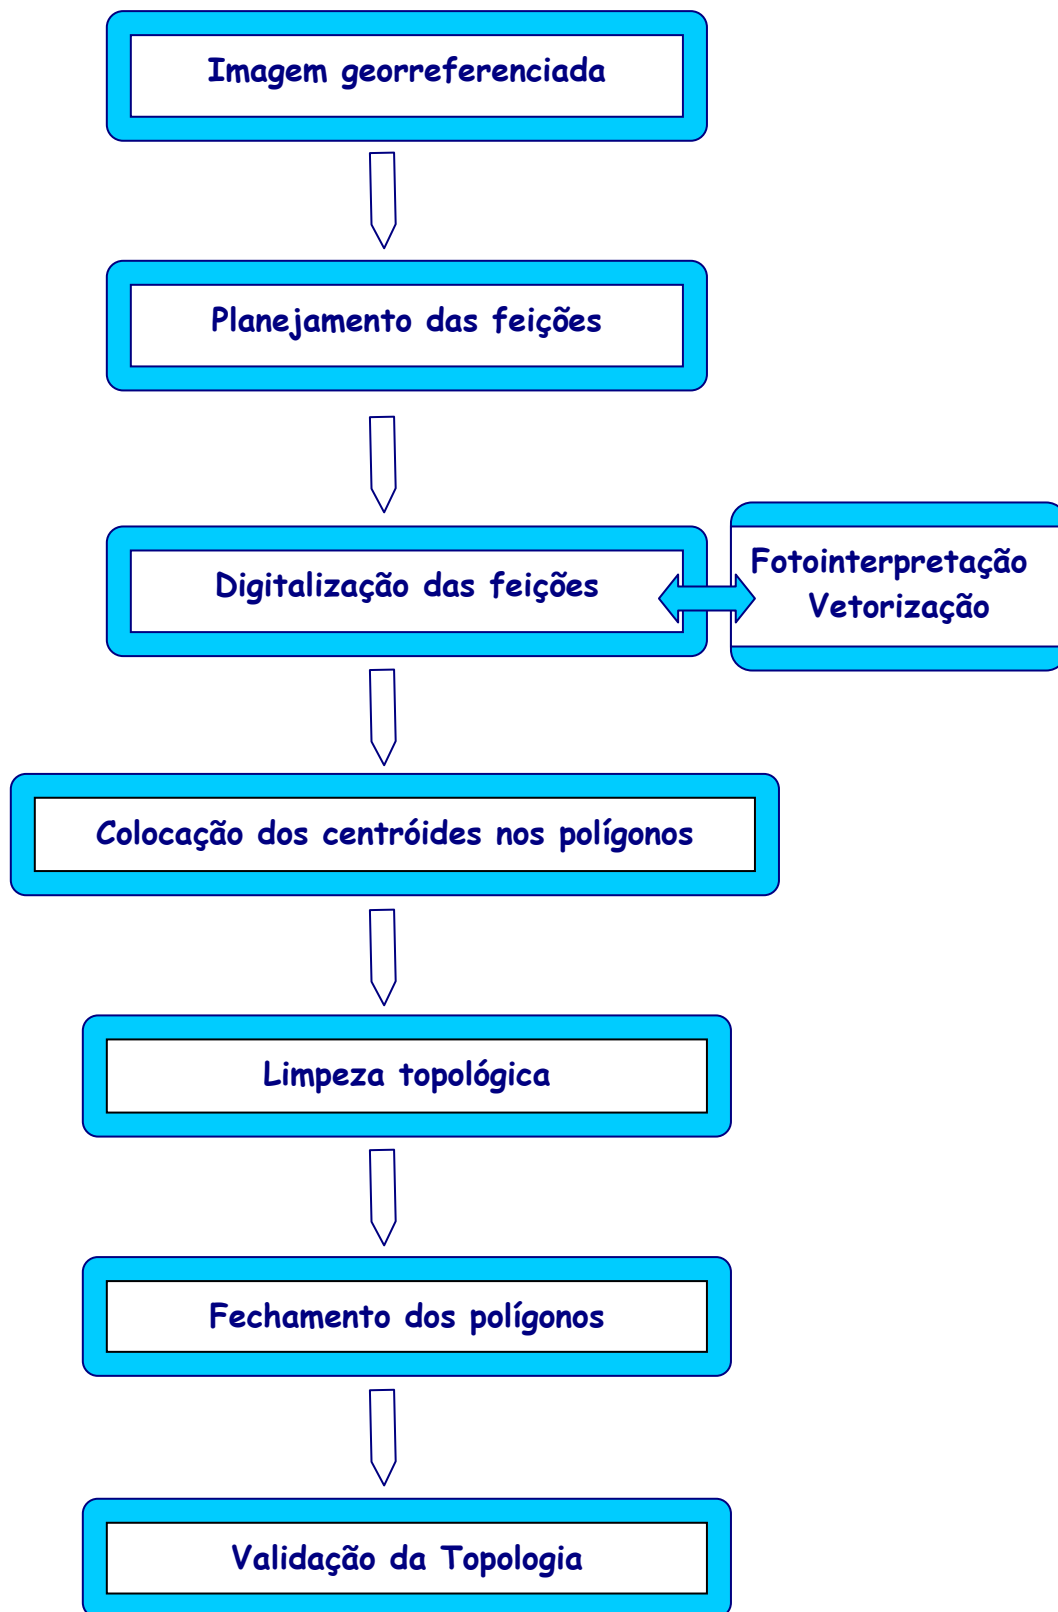 Imagem georreferenciada
Planejamento das feições
Digitalização das feições
Fotointerpretação
Vetorização
Colocação dos centróides nos polígonos
Limpeza topológica
Fechamento dos polígonos
Validação da Topologia